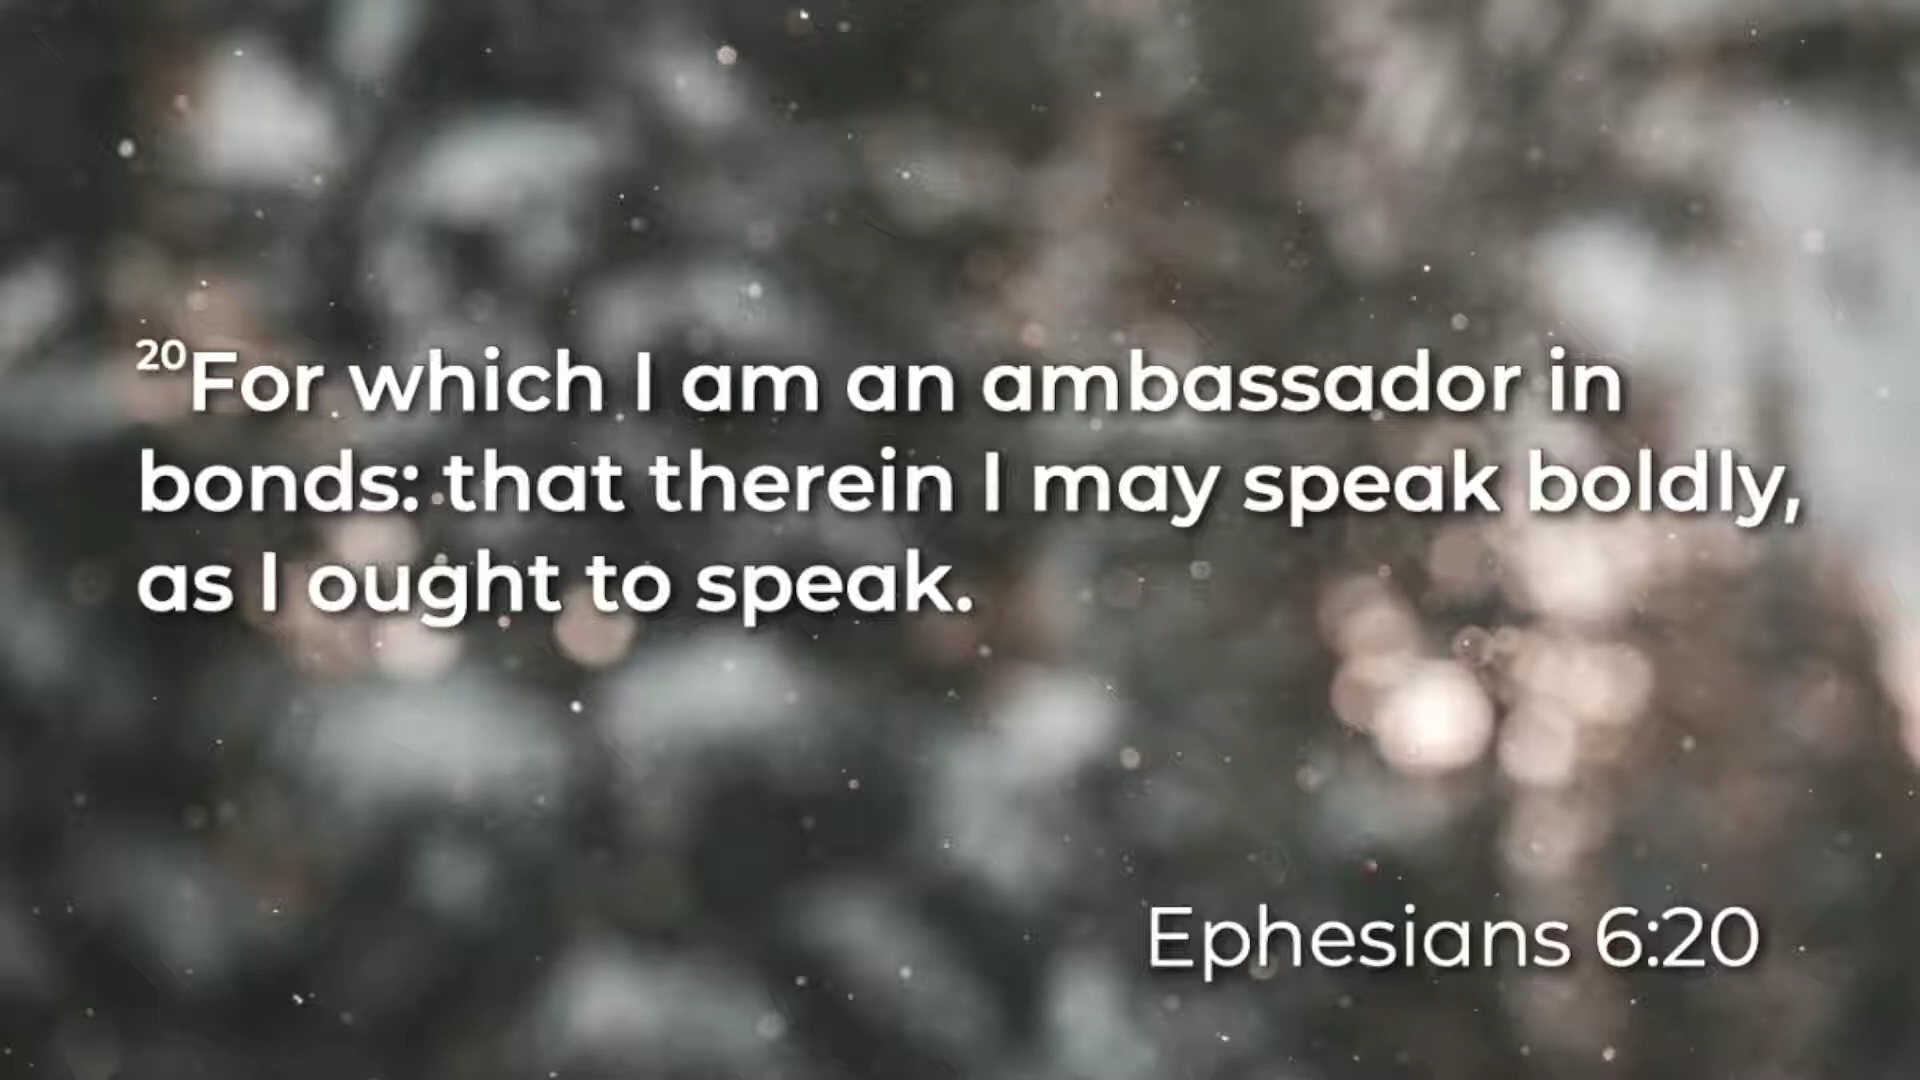 20For which I am an ambassador in
bonds: that therein I may speak boldly,
as I ought to speak.
Ephesians 6:20